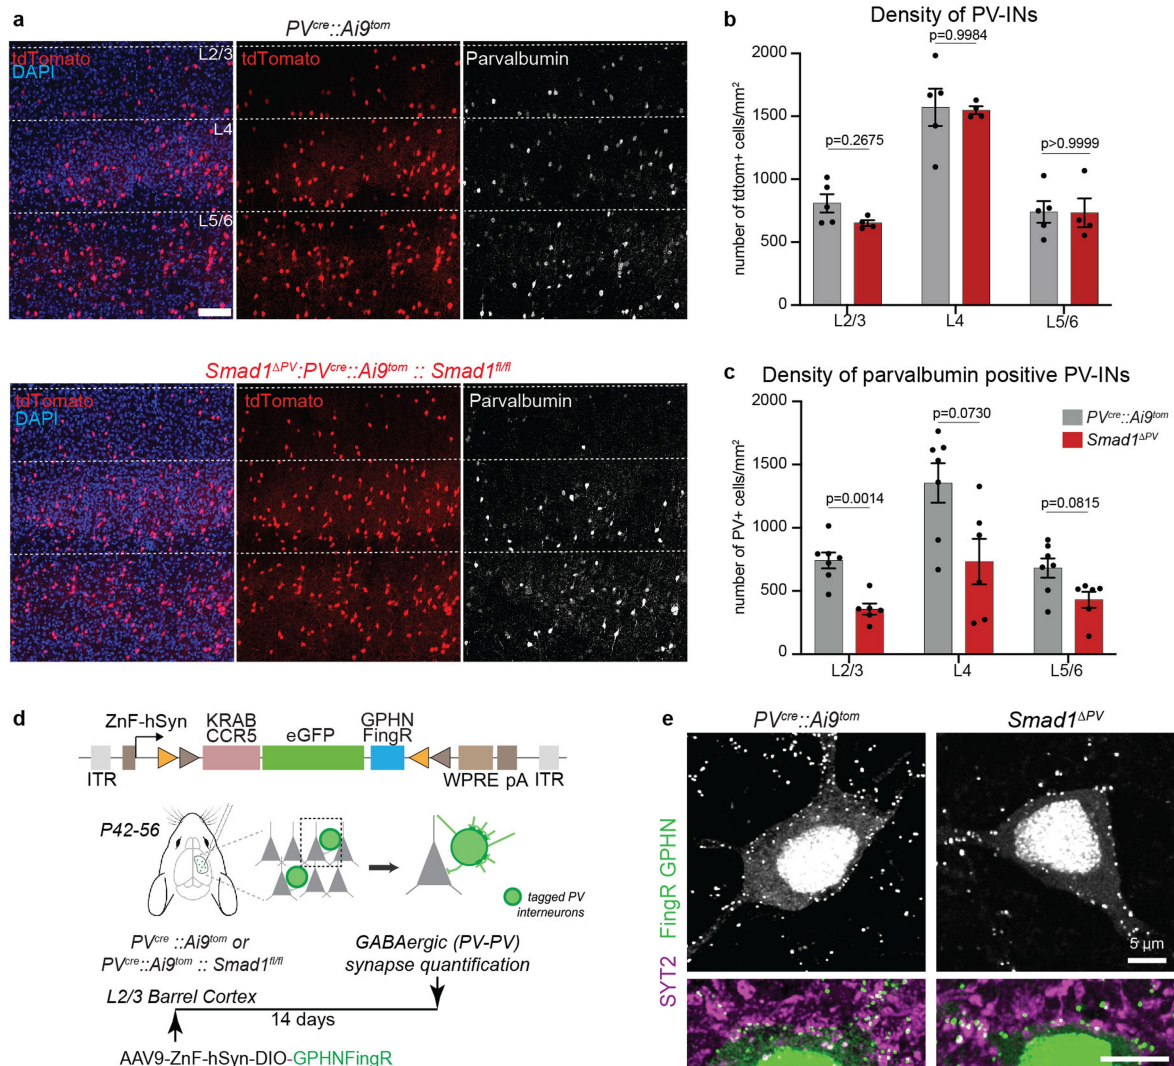 a
PVcre::Ai9tom
tdTomato
DAPI
L2/3
tdTomato
Parvalbumin
L4
L5/6
Smad1ΔPV:PVcre::Ai9tom :: Smad1fl/fl
tdTomato
DAPI
tdTomato
Parvalbumin
b
Density of PV-INs
number of tdtom+ cells/mm2
2000
1500
1000
500
0
p=0.2675
p=0.9984
p>0.9999
L2/3
L4
L5/6
c
Density of parvalbumin positive PV-INs
number of PV+ cells/mm2
2000
1500
1000
500
0
p=0.0014
p=0.0730
p=0.0815
PVcre::Ai9tom
Smad1ΔPV
L2/3
L4
L5/6
d
ZnF-hSyn
KRAB
CCR5
eGFP
GPHN
FingR
ITR
WPRE
pA
ITR
P42-56
tagged PV
interneurons
PVcre ::Ai9tom or
PVcre::Ai9tom :: Smad1fl/fl
GABAergic (PV-PV)
synapse quantification
L2/3 Barrel Cortex
14 days
AAV9-ZnF-hSyn-DIO-GPHNFingR
e
PVcre::Ai9tom
Smad1ΔPV
SYT2 FingR GPHN
5 µm